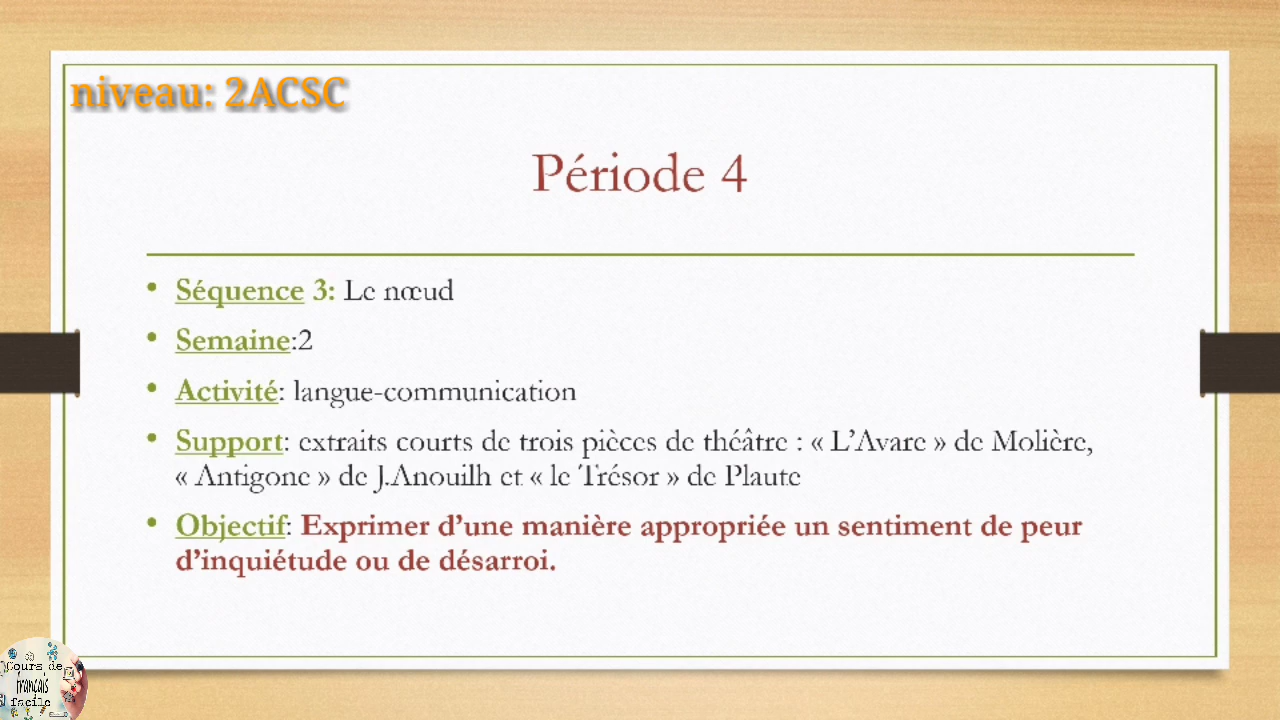 niveau: 2ACSC
Période 4
• Séquence 3: Le nœud
• Semaine:2
• Activité: langue-communication
• Support: extraits courts de trois pièces de théâtre : « L’Avare » de Molière,
« Antigone » de J.Anouilh et « le Trésor » de Plaute
• Objectif: Exprimer d’une manière appropriée un sentiment de peur
d’inquiétude ou de désarroi.
Cours de
francais
facile